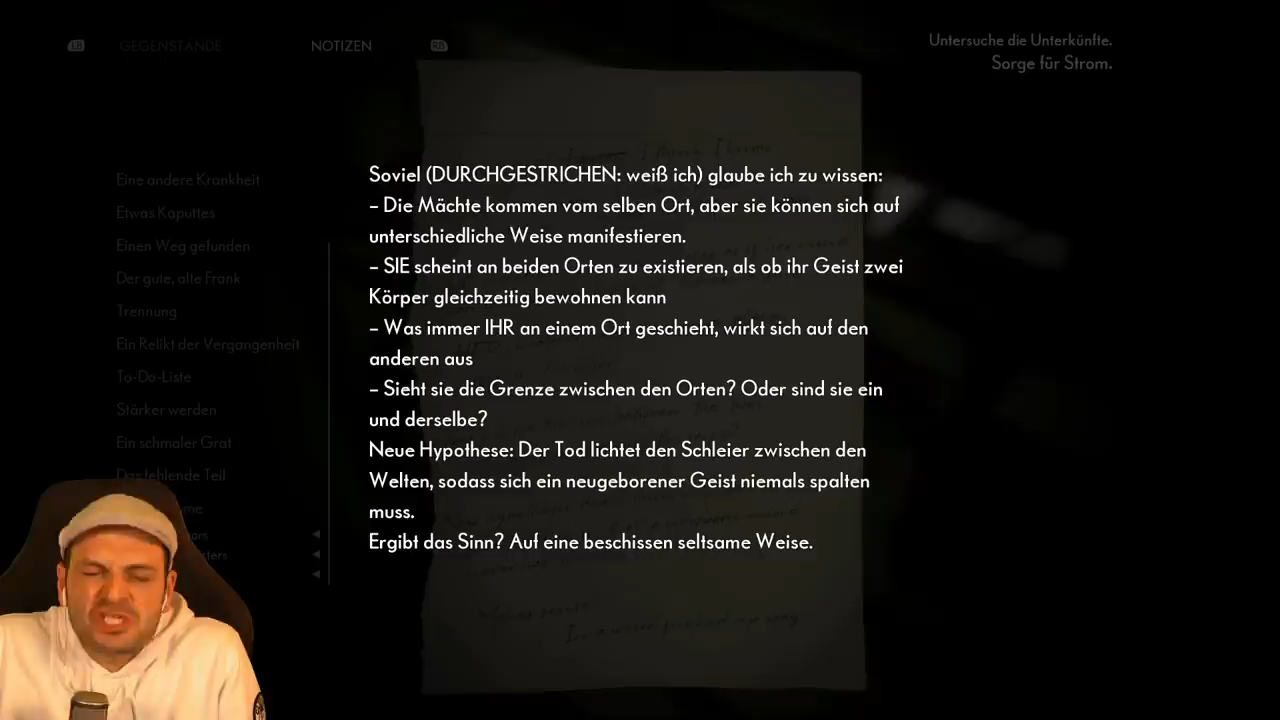 LB
GEGENSTÄNDE
NOTIZEN
RB
Untersuche die Unterkünfte.
Sorge für Strom.
Eine andere Krankheit
Etwas Kaputtes
Einen Weg gefunden
Der gute, alte Frank
Trennung
Ein Relikt der Vergangenheit
To-Do-Liste
Stärker werden
Ein schmaler Grat
Das fehlende Teil
Soviel (DURCHGESTRICHEN: weiß ich) glaube ich zu wissen:
– Die Mächte kommen vom selben Ort, aber sie können sich auf
unterschiedliche Weise manifestieren.
– SIE scheint an beiden Orten zu existieren, als ob ihr Geist zwei
Körper gleichzeitig bewohnen kann
– Was immer IHR an einem Ort geschieht, wirkt sich auf den
anderen aus
– Sieht sie die Grenze zwischen den Orten? Oder sind sie ein
und derselbe?
Neue Hypothese: Der Tod lichtet den Schleier zwischen den
Welten, sodass sich ein neugeborener Geist niemals spalten
muss.
Ergibt das Sinn? Auf eine beschissen seltsame Weise.